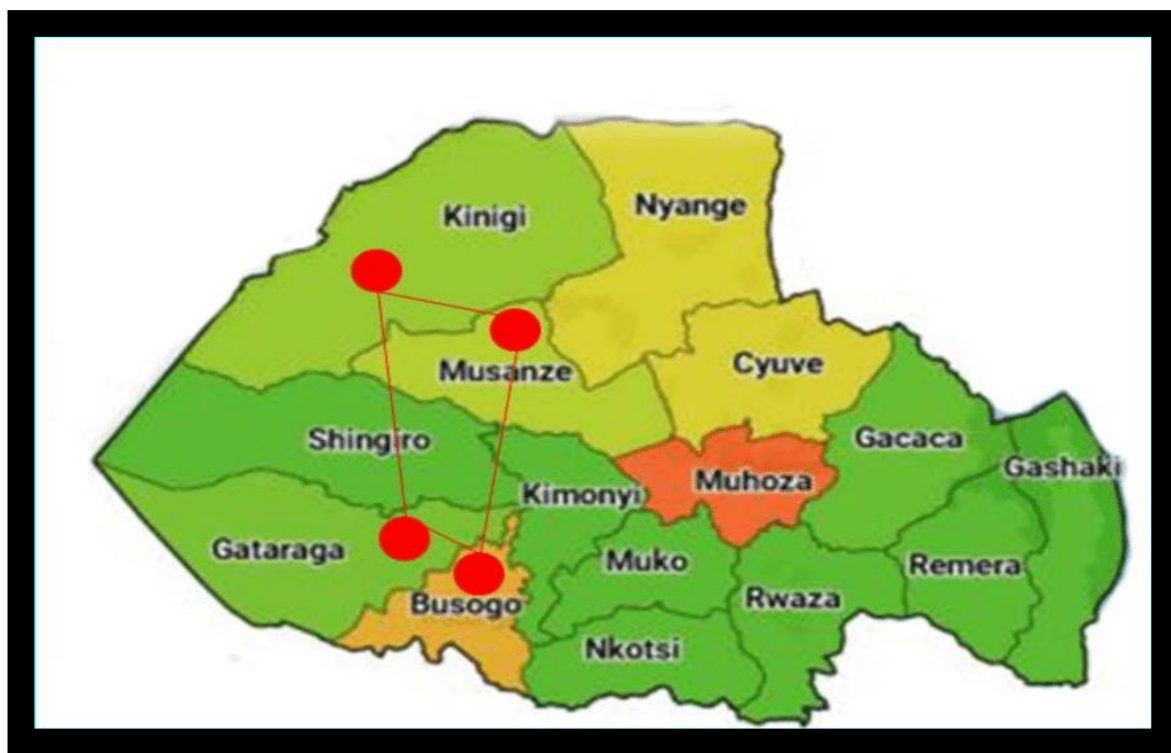 Nyange
Kinigi
Cyuve
Musanze
Gacaca
Shingiro
Gashaki
Muhoza
Kimonyi
Gataraga
Muko
Remera
Rwaza
Busogo
Nkotsi